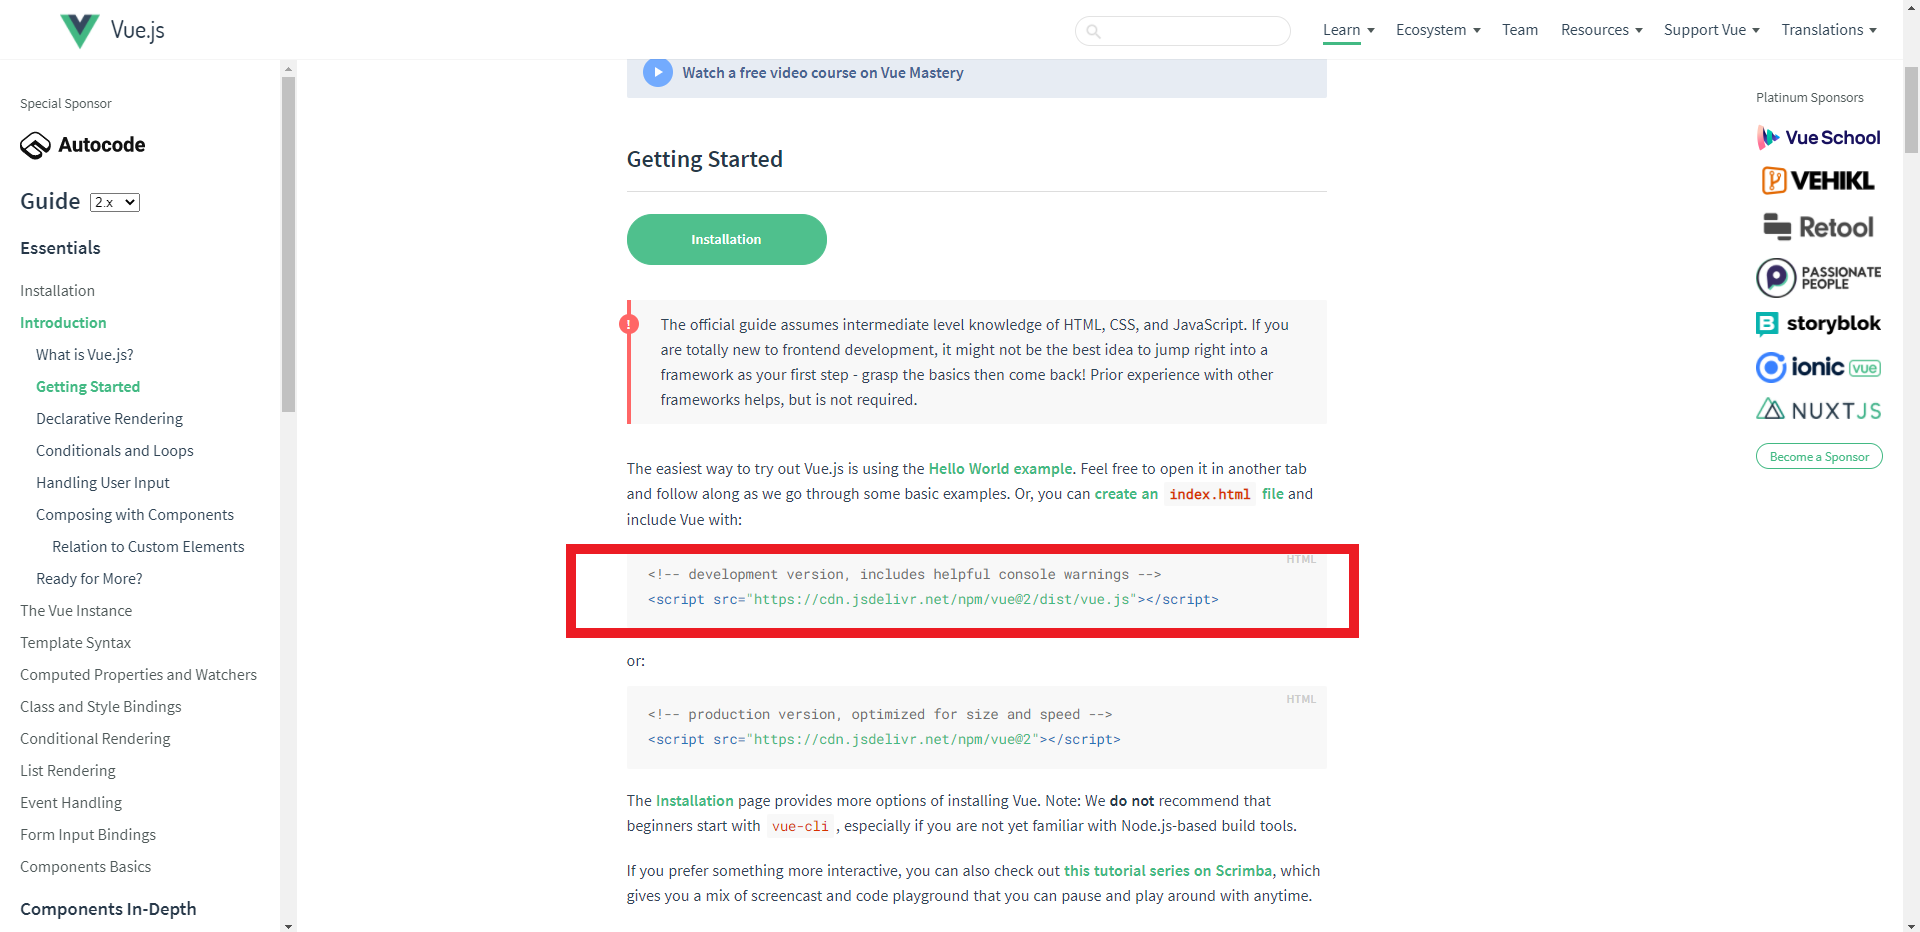 Vue.js
Learn
Ecosystem
Team
Resources
Support Vue
Translations
Special Sponsor
Autocode
Guide 2.x
Essentials
Installation
Introduction
What is Vue.js?
Getting Started
Declarative Rendering
Conditionals and Loops
Handling User Input
Composing with Components
Relation to Custom Elements
Ready for More?
The Vue Instance
Template Syntax
Computed Properties and Watchers
Class and Style Bindings
Conditional Rendering
List Rendering
Event Handling
Form Input Bindings
Components Basics
Components In-Depth
Watch a free video course on Vue Mastery
Getting Started
Installation
!
The official guide assumes intermediate level knowledge of HTML, CSS, and JavaScript. If you
are totally new to frontend development, it might not be the best idea to jump right into a
framework as your first step - grasp the basics then come back! Prior experience with other
frameworks helps, but is not required.
The easiest way to try out Vue.js is using the Hello World example. Feel free to open it in another tab
and follow along as we go through some basic examples. Or, you can create an index.html file and
include Vue with:
HTML
<!-- development version, includes helpful console warnings -->
<script src="https://cdn.jsdelivr.net/npm/vue@2/dist/vue.js"></script>
or:
HTML
<!-- production version, optimized for size and speed -->
<script src="https://cdn.jsdelivr.net/npm/vue@2"></script>
The Installation page provides more options of installing Vue. Note: We do not recommend that
beginners start with vue-cli , especially if you are not yet familiar with Node.js-based build tools.
If you prefer something more interactive, you can also check out this tutorial series on Scrimba, which
gives you a mix of screencast and code playground that you can pause and play around with anytime.
Platinum Sponsors
Vue School
VEHIKL
Retool
PASSIONATE
PEOPLE
B storyblok
ionic vue
NUXTJS
Become a Sponsor